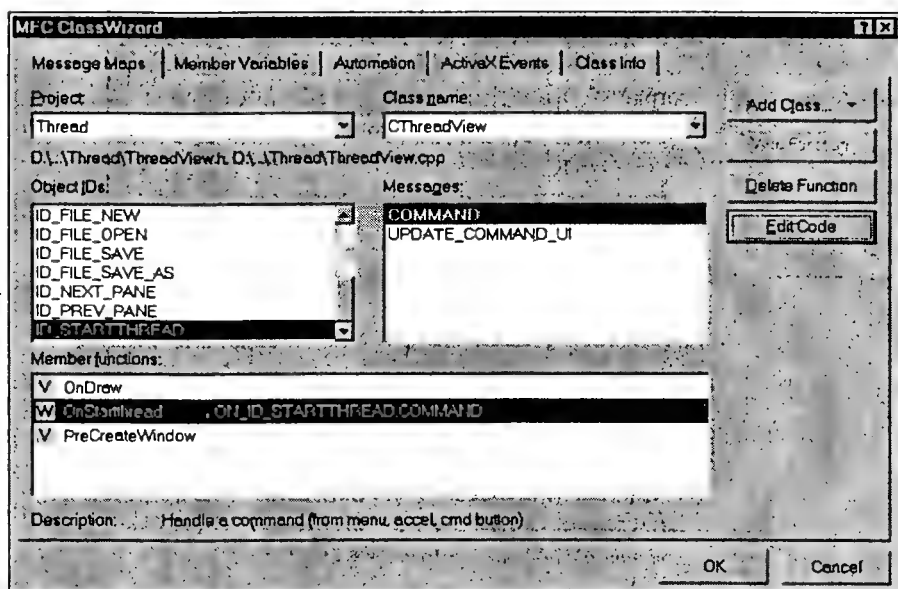 MFC ClassWizard
Message Maps | Member Variables | Automation | ActiveX Events | Class Info
Project: Class name: Add Class...
Thread CThreadView
D:\..\Thread\ThreadView.h, D:\..\Thread\ThreadView.cpp
Object IDs: Messages: Delete Function
ID_FILE_NEW COMMAND
ID_FILE_OPEN UPDATE_COMMAND_UI Edit Code
ID_FILE_SAVE
ID_FILE_SAVE_AS
ID_NEXT_PANE
ID_PREV_PANE
ID_STARTTHREAD
Member functions:
V OnDraw
W OnStartthread ON_ID_STARTTHREAD:COMMAND
V PreCreateWindow
Description: Handle a command (from menu, accel, cmd button)
OK Cancel